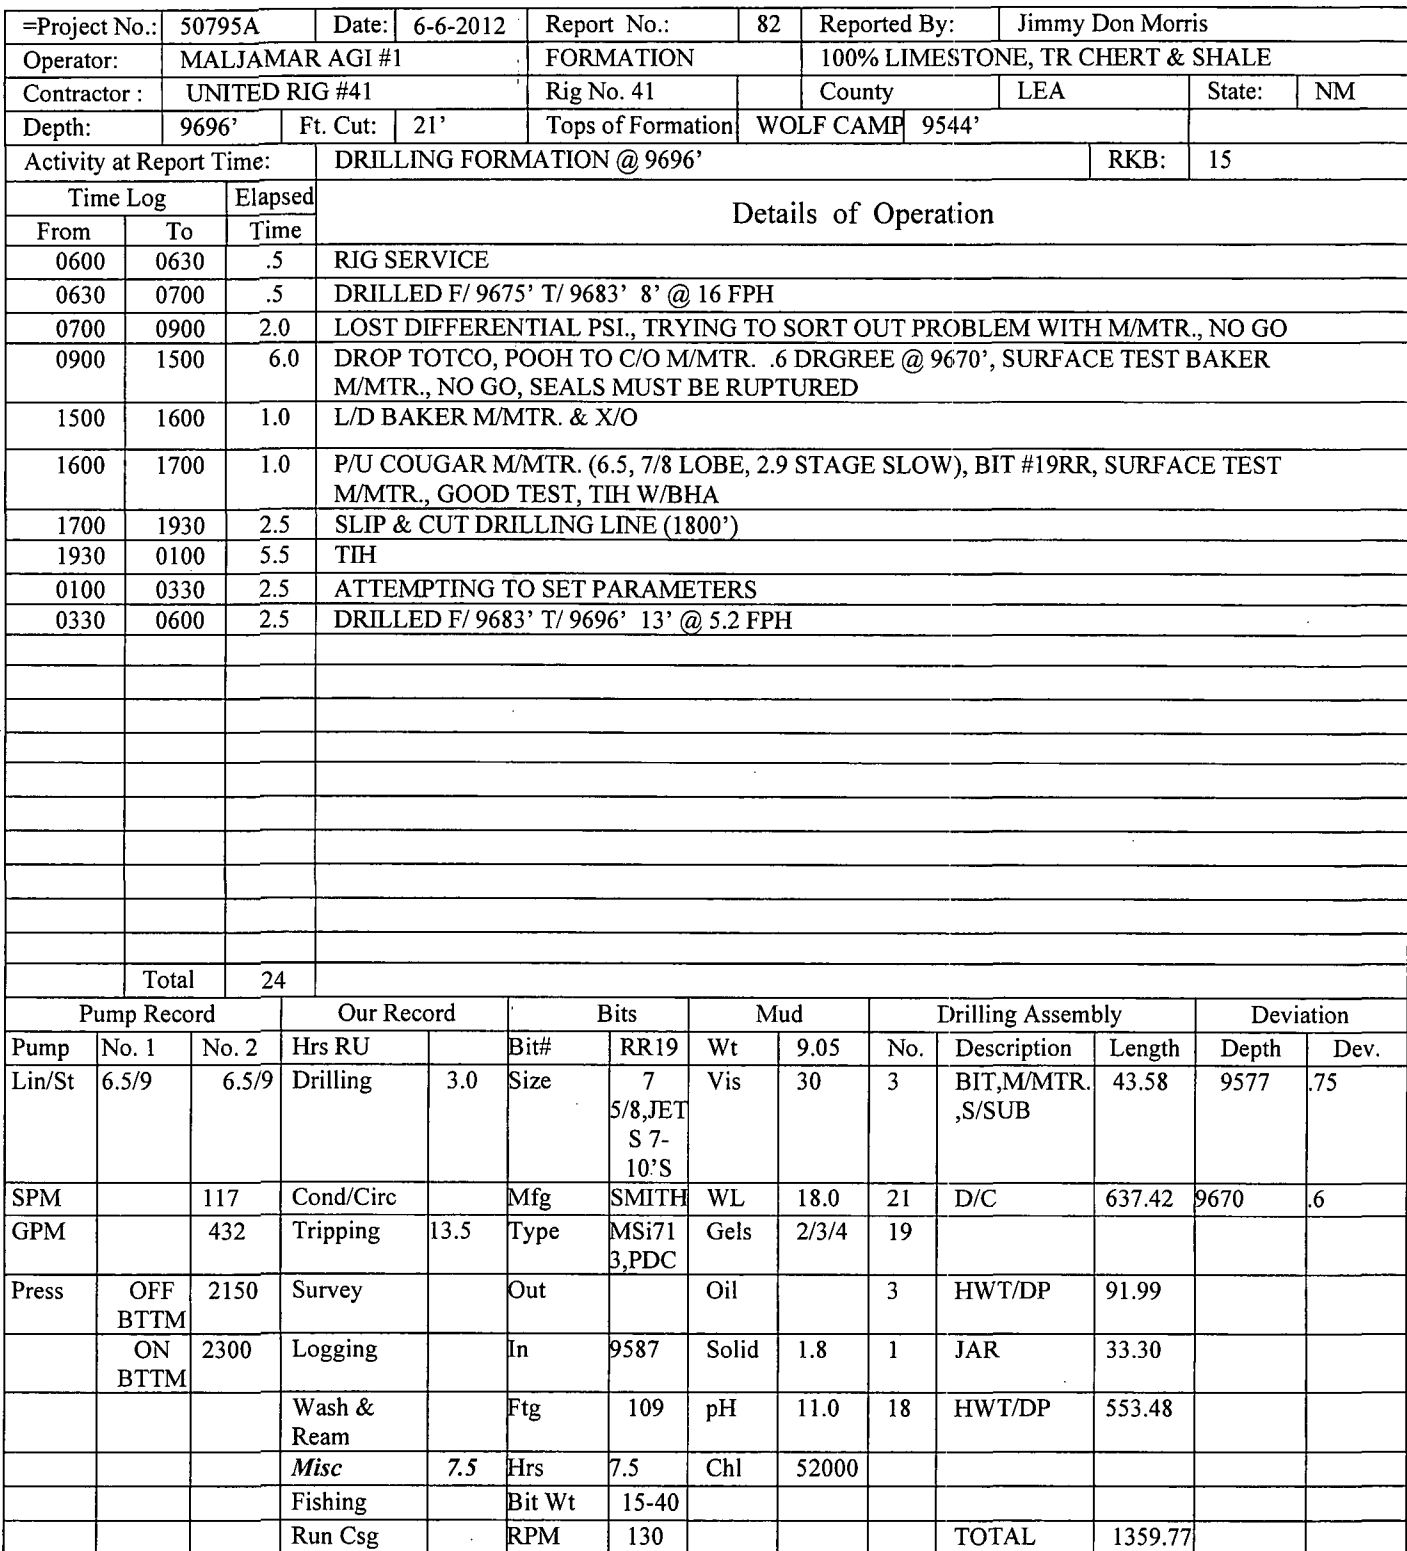 =Project No.: 50795A Date: 6-6-2012 Report No.: 82 Reported By: Jimmy Don Morris
Operator: MALJAMAR AGI #1 FORMATION 100% LIMESTONE, TR CHERT & SHALE
Contractor : UNITED RIG #41 Rig No. 41 County LEA State: NM
Depth: 9696’ Ft. Cut: 21’ Tops of Formation WOLF CAMP 9544’
Activity at Report Time: DRILLING FORMATION @ 9696’ RKB: 15
Time Log Elapsed Details of Operation
From To Time
0600 0630 .5 RIG SERVICE
0630 0700 .5 DRILLED F/ 9675’ T/ 9683’ 8’ @ 16 FPH
0700 0900 2.0 LOST DIFFERENTIAL PSI., TRYING TO SORT OUT PROBLEM WITH M/MTR., NO GO
0900 1500 6.0 DROP TOTCO, POOH TO C/O M/MTR. .6 DRGREE @ 9670’, SURFACE TEST BAKER
M/MTR., NO GO, SEALS MUST BE RUPTURED
1500 1600 1.0 L/D BAKER M/MTR. & X/O
1600 1700 1.0 P/U COUGAR M/MTR. (6.5, 7/8 LOBE, 2.9 STAGE SLOW), BIT #19RR, SURFACE TEST
M/MTR., GOOD TEST, TIH W/BHA
1700 1930 2.5 SLIP & CUT DRILLING LINE (1800’)
1930 0100 5.5 TIH
0100 0330 2.5 ATTEMPTING TO SET PARAMETERS
0330 0600 2.5 DRILLED F/ 9683’ T/ 9696’ 13’ @ 5.2 FPH
Total 24
Pump Record Our Record Bits Mud Drilling Assembly Deviation
Pump No. 1 No. 2 Hrs RU Bit# RR19 Wt 9.05 No. Description Length Depth Dev.
Lin/St 6.5/9 6.5/9 Drilling 3.0 Size 7 Vis 30 3 BIT,M/MTR. 43.58 9577 .75
5/8,JET ,S/SUB
S 7-
10’S
SPM 117 Cond/Circ Mfg SMITH WL 18.0 21 D/C 637.42 9670 .6
GPM 432 Tripping 13.5 Type MSi71 Gels 2/3/4 19
3,PDC
Press OFF 2150 Survey Out Oil 3 HWT/DP 91.99
BTTM
ON 2300 Logging In 9587 Solid 1.8 1 JAR 33.30
BTTM
Wash & Ftg 109 pH 11.0 18 HWT/DP 553.48
Ream
Misc 7.5 Hrs 7.5 Chl 52000
Fishing Bit Wt 15-40
Run Csg RPM 130 TOTAL 1359.77